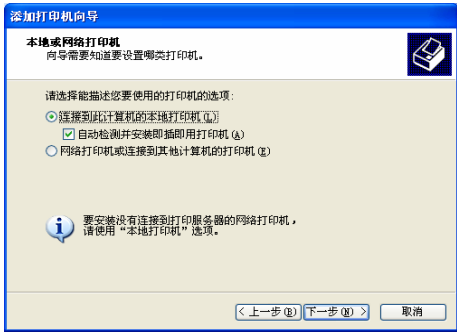 添加打印机向导
本地或网络打印机
向导需要知道要设置哪类打印机。
请选择能描述您要使用的打印机的选项:
连接到此计算机的本地打印机(L)
自动检测并安装即插即用打印机(A)
网络打印机或连接到其他计算机的打印机(E)
要安装没有连接到打印服务器的网络打印机，
请使用“本地打印机”选项。
< 上一步(B) 下一步(N) > 取消